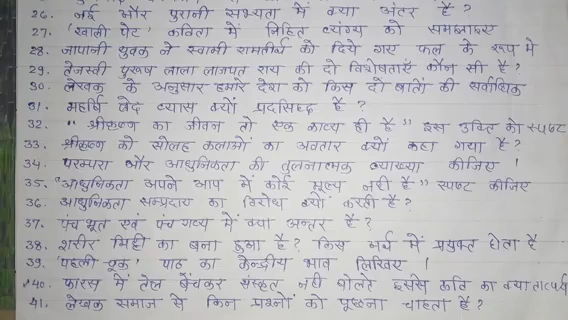 26. नई और पुरानी सभ्यता में क्या अंतर है ?
27. 'खाली पेट' कविता में निहित व्यंग्य को समझाइए
28. जापानी युवक ने स्वामी रामतीर्थ को दिये गए फल के रूप मे
29. तेजस्वी पुरूष लाला लाजपत राय की दो विशेषताएँ कौन सी है ?
30. लेखक के अनुसार हमारे देश को किस दो बातों की सर्वाधिक
31. महर्षि वेद व्यास क्यों प्रदसिध्द है ?
32. " श्रीकृष्ण का जीवन तो एक काव्य ही है " इस उक्ति को स्पष्ट
33. श्रीकृष्ण को सोलह कलाओं का अवतार क्यों कहा गया है ?
34. परम्परा और आधुनिकता की तुलनात्मक व्याख्या कीजिए ।
35. "आधुनिकता अपने आप में कोई मूल्य नही है" स्पष्ट कीजिए
36. आधुनिकता सम्प्रदाय का विरोध क्यों करती है ?
37. पंच भूत एवं पंच गव्य में क्या अन्तर है ?
38. शरीर मिट्टी का बना हुआ है ? किस अर्थ में प्रयुक्त होता है
39. 'पहली चूक' पाठ का केन्द्रीय भाव लिखिए ।
40. फारस में तेल बेंचकर संस्कृत नही बोलते इससे कवि का क्या तात्पर्य
41. लेखक समाज से किन प्रश्नों को पूछना चाहता है ?